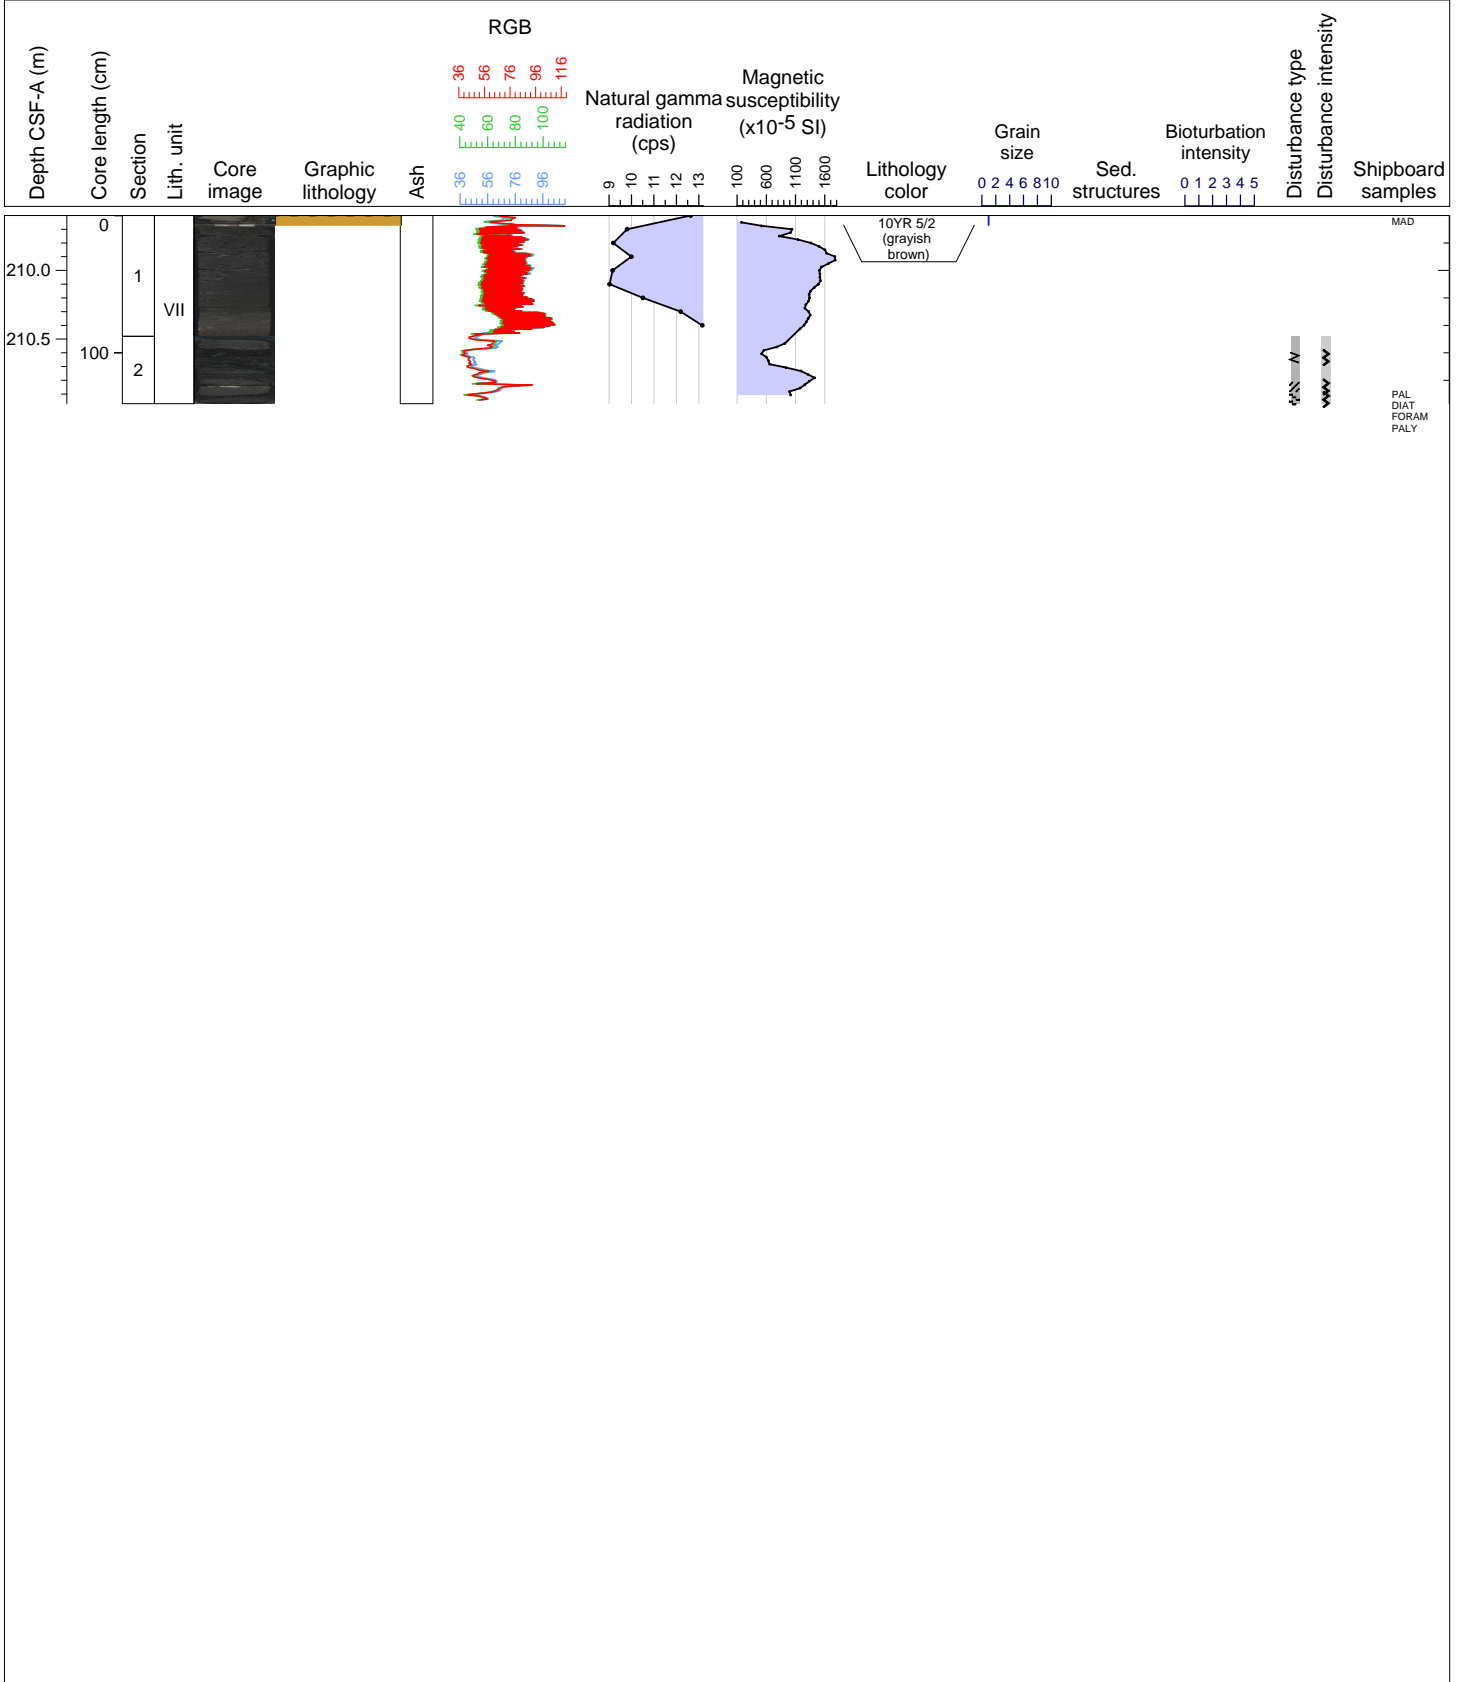 RGB
36 56 76 96 116
40 60 80 100
36 56 76 96
Depth CSF-A (m)
Core length (cm)
Section
Lith. unit
Core
image
Graphic
lithology
Ash
Natural gamma
radiation
(cps)
9 10 11 12 13
Magnetic
susceptibility
(x10-5 SI)
100 600 1100 1600
Lithology
color
Grain
size
0 2 4 6 8 10
Sed.
structures
Bioturbation
intensity
0 1 2 3 4 5
Disturbance type
Disturbance intensity
Shipboard
samples
0
10YR 5/2
(grayish
brown)
MAD
210.0
1
VII
210.5
100
2
PAL
DIAT
FORAM
PALY